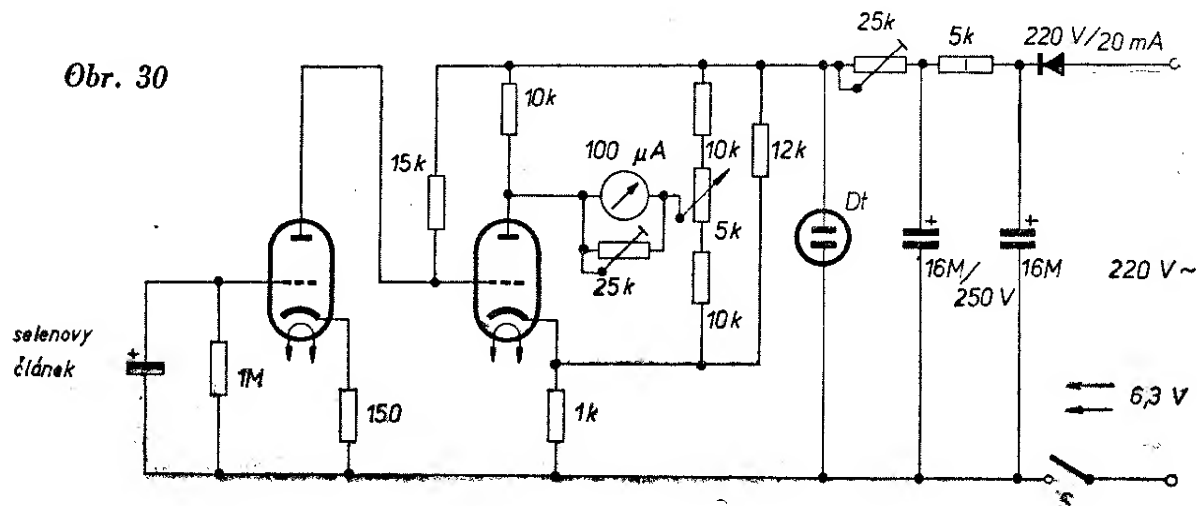 Obr. 30
25k
5k
220 V/20 mA
10k
15k
100 µA
10k
12k
5k
25k
10k
Dt
+
16M/
250 V
+
16M
220 V~
selenovy
článek
+
1M
150
1k
6,3 V
S